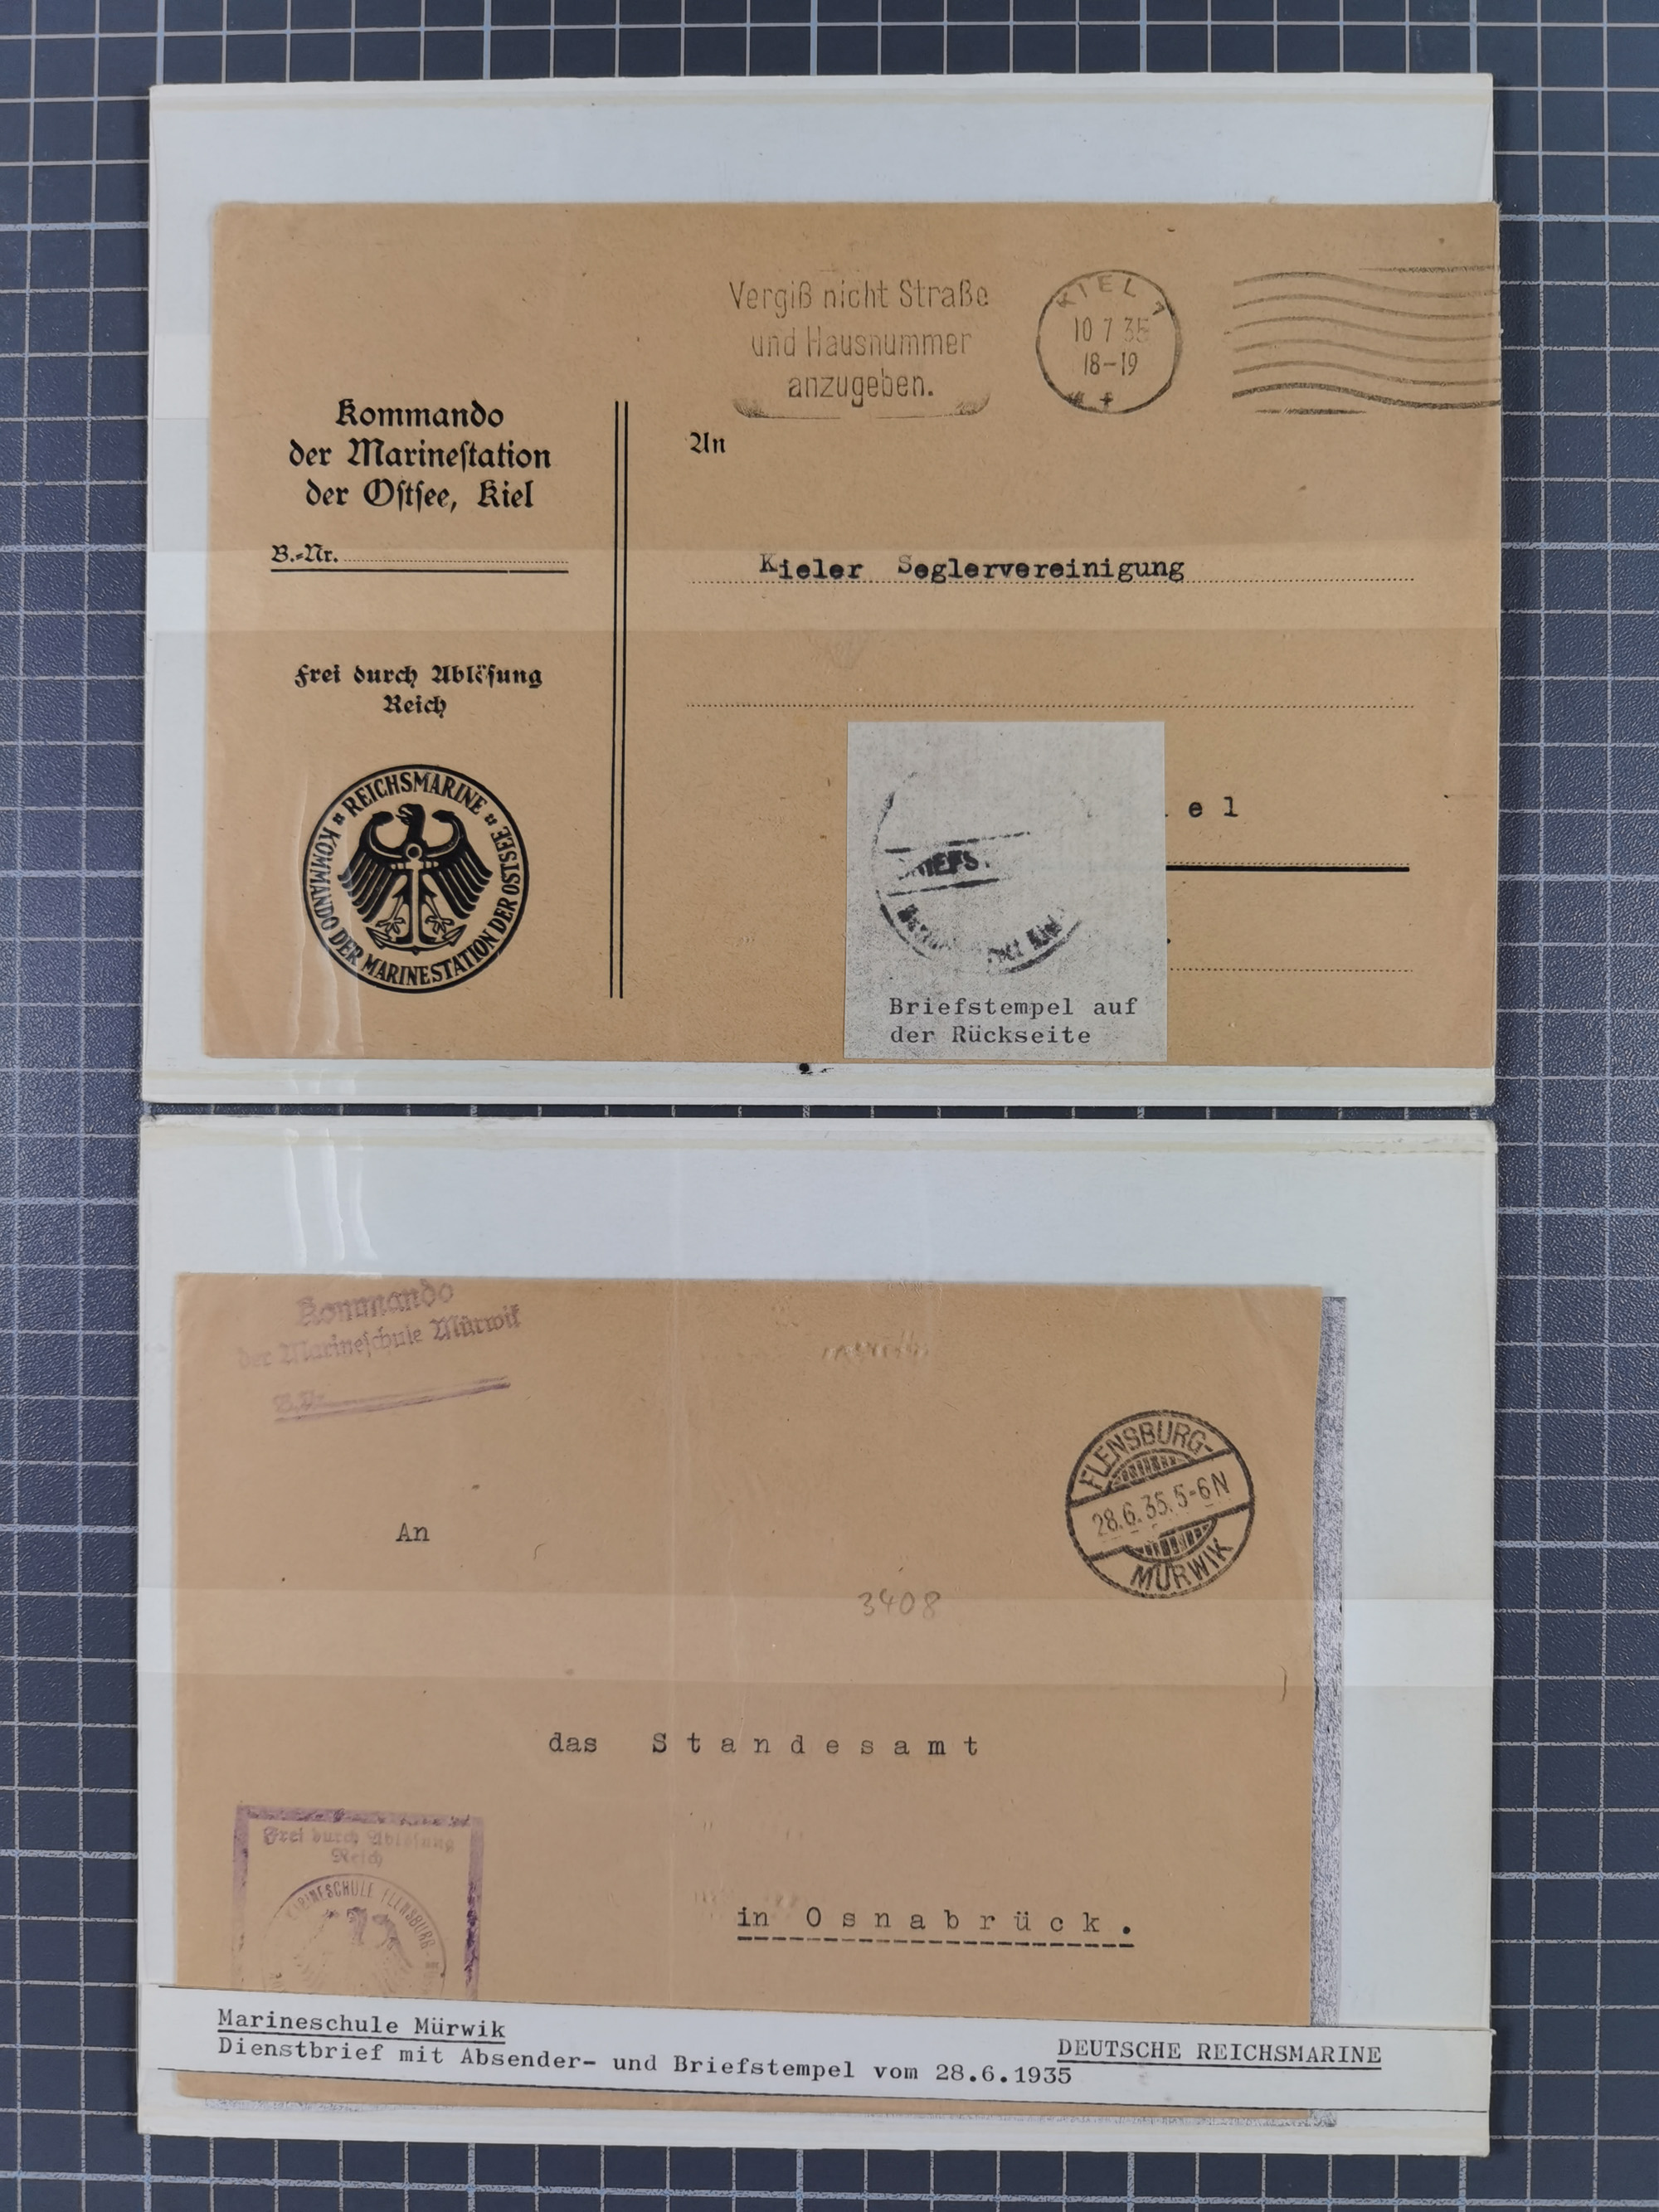 Vergiß nicht Straße
und Hausnummer
anzugeben.
KIEL 1
10 7 35
18-19
Kommando
der Marinestation
der Ostsee, Kiel
B.-Nr.
An
Kieler Seglervereinigung
Frei durch Ablösung
Reich
REICHSMARINE
KOMMANDO DER MARINESTATION DER OSTSEE
el
Briefstempel auf
der Rückseite
Kommando
der Marineschule Mürwik
B.Nr.
FLENSBURG-
28.6.35.5-6N
MÜRWIK
An
3408
das Standesamt
Frei durch Ablösung
Reich
MARINESCHULE FLENSBURG-
in Osnabrück.
Marineschule Mürwik
Dienstbrief mit Absender- und Briefstempel vom 28.6.1935
DEUTSCHE REICHSMARINE